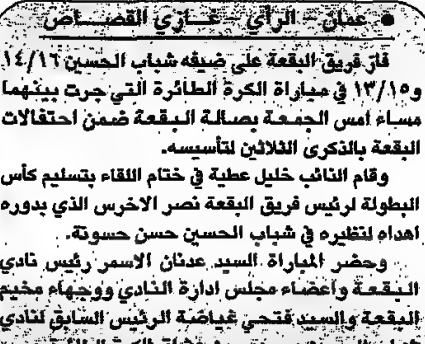 ● عمان - الرأي - غازي القصاص
فاز فريق البقعة على ضيفه شباب الحسين ١٤/١٦
و١٣/١٥ في مباراة الكرة الطائرة التي جرت بينهما
مساء امس الجمعة بصالة البقعة ضمن احتفالات
البقعة بالذكرى الثلاثين لتأسيسه.
وقام النائب خليل عطية في ختام اللقاء بتسليم كأس
البطولة لرئيس فريق البقعة نصر الاخرس الذي بدوره
اهداه لنظيره في شباب الحسين حسن حسونة.
وحضر المباراة السيد عدنان الاسمر رئيس نادي
البقعة واعضاء مجلس ادارة النادي ووجهاء مخيم
البقعة والسيد فتحي غياضة الرئيس السابق لنادي